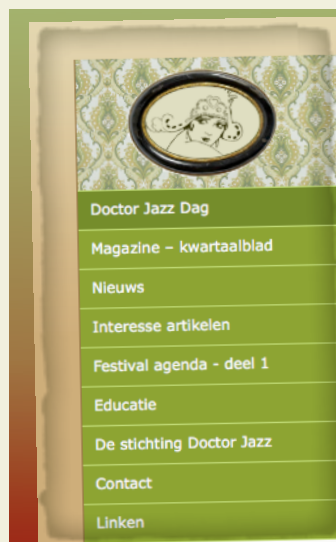 Doctor Jazz Dag
Magazine – kwartaalblad
Nieuws
Interesse artikelen
Festival agenda - deel 1
Educatie
De stichting Doctor Jazz
Contact
Linken